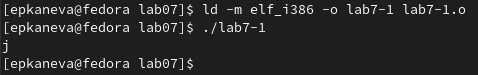 [epkaneva@fedora lab07]$ ld -m elf_i386 -o lab7-1 lab7-1.o
[epkaneva@fedora lab07]$ ./lab7-1
j
[epkaneva@fedora lab07]$